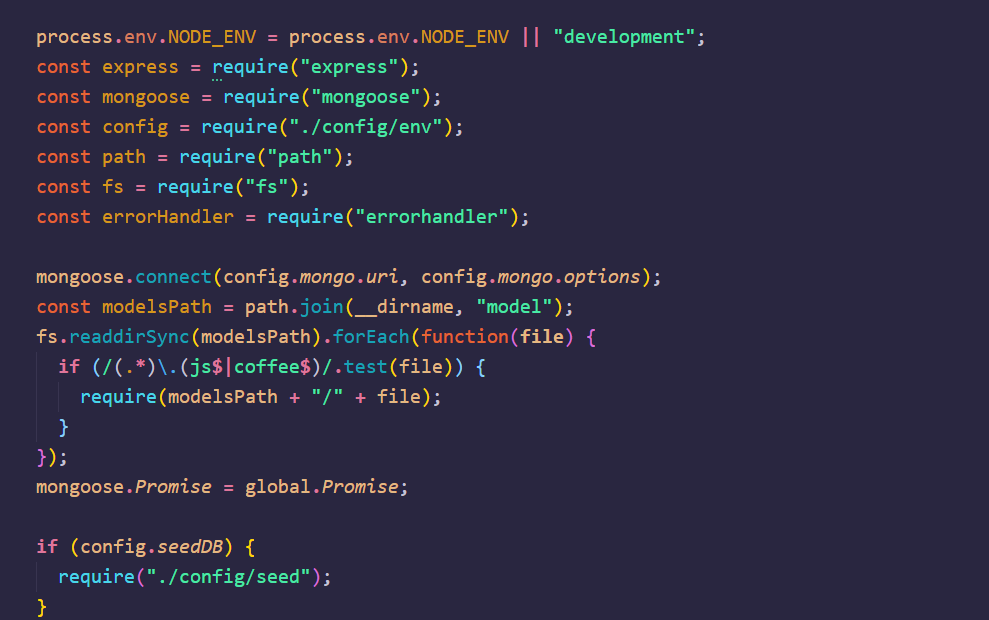 process.env.NODE_ENV = process.env.NODE_ENV || "development";
const express = require("express");
const mongoose = require("mongoose");
const config = require("./config/env");
const path = require("path");
const fs = require("fs");
const errorHandler = require("errorhandler");

mongoose.connect(config.mongo.uri, config.mongo.options);
const modelsPath = path.join(__dirname, "model");
fs.readdirSync(modelsPath).forEach(function(file) {
  if (/(.*)\.(js$|coffee$)/.test(file)) {
    require(modelsPath + "/" + file);
  }
});
mongoose.Promise = global.Promise;

if (config.seedDB) {
  require("./config/seed");
}